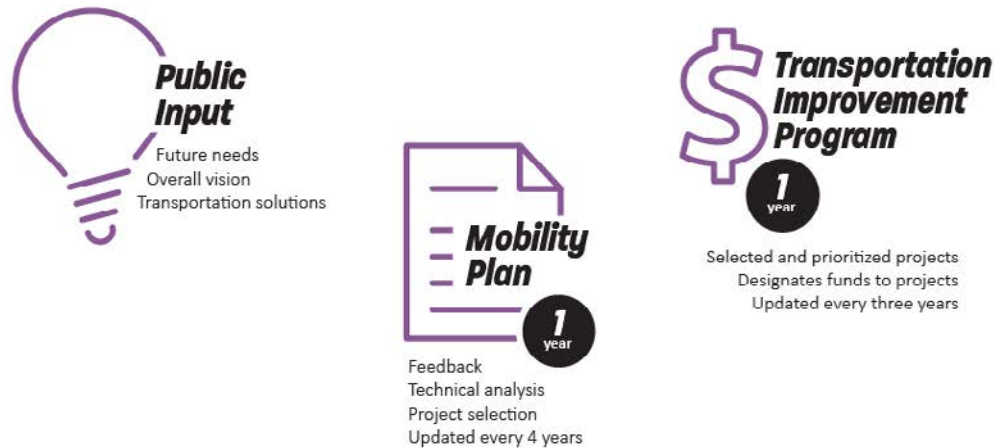 Public
Input
Future needs
Overall vision
Transportation solutions
Mobility
Plan
1
year
Feedback
Technical analysis
Project selection
Updated every 4 years
Transportation
Improvement
Program
1
year
Selected and prioritized projects
Designates funds to projects
Updated every three years